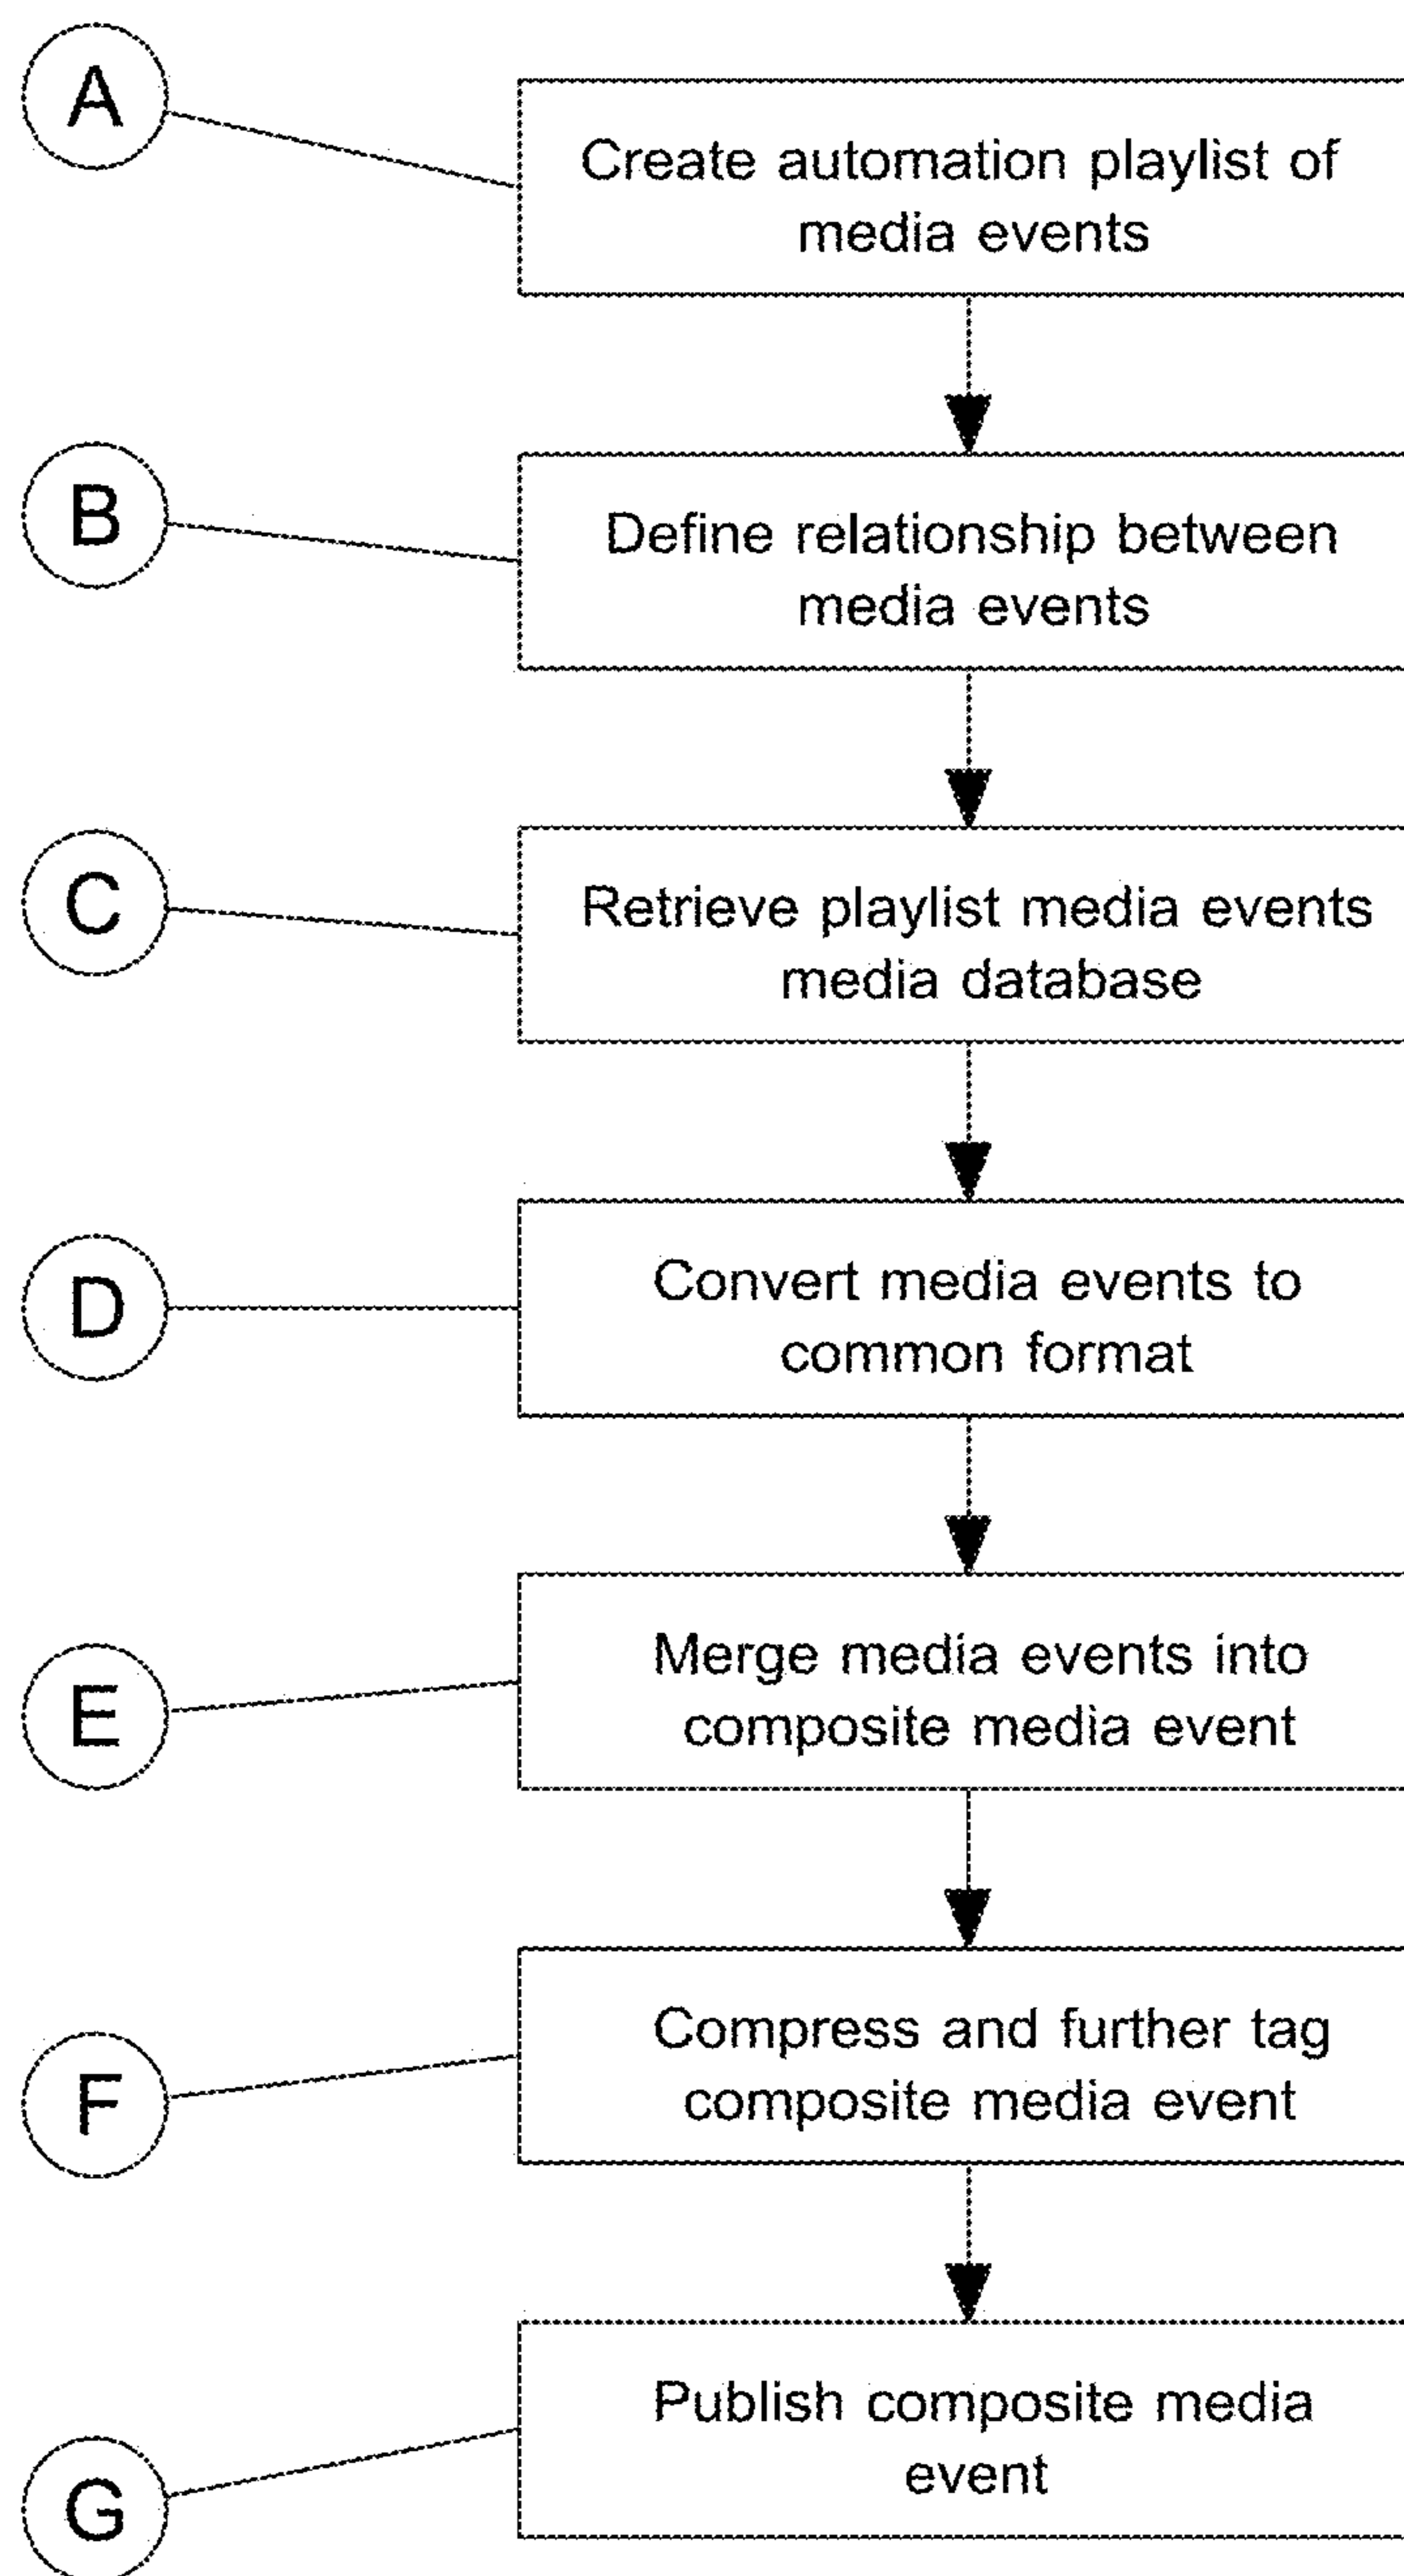 A
Create automation playlist of
media events
B
Define relationship between
media events
C
Retrieve playlist media events
media database
D
Convert media events to
common format
E
Merge media events into
composite media event
F
Compress and further tag
composite media event
G
Publish composite media
event